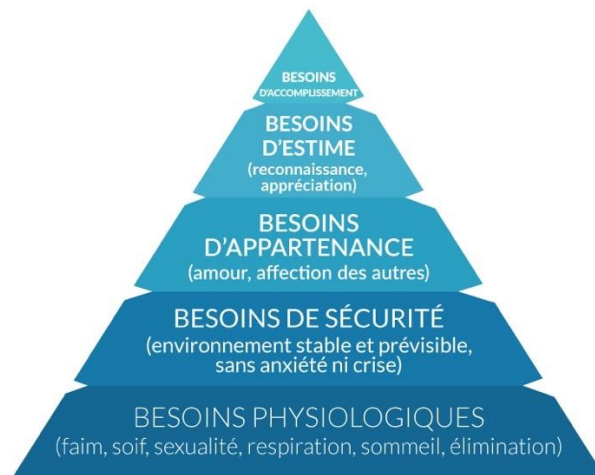 BESOINS
D'ACCOMPLISSEMENT
BESOINS
D'ESTIME
(reconnaissance,
appréciation)
BESOINS
D'APPARTENANCE
(amour, affection des autres)
BESOINS DE SÉCURITÉ
(environnement stable et prévisible,
sans anxiété ni crise)
BESOINS PHYSIOLOGIQUES
(faim, soif, sexualité, respiration, sommeil, élimination)